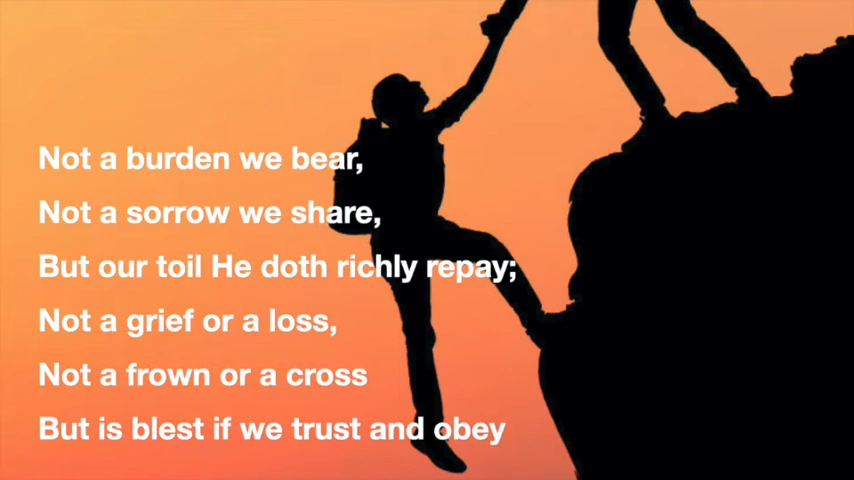 Not a burden we bear,
Not a sorrow we share,
But our toil He doth richly repay;
Not a grief or a loss,
Not a frown or a cross
But is blest if we trust and obey